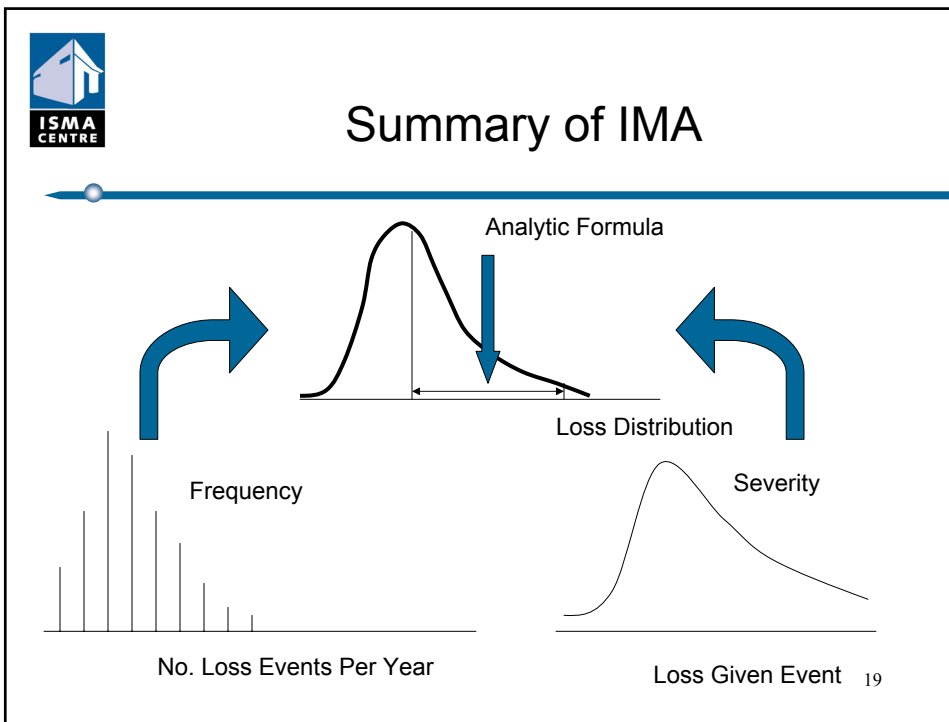 ISMA
CENTRE
Summary of IMA
Analytic Formula
Loss Distribution
Frequency
Severity
No. Loss Events Per Year
Loss Given Event
19